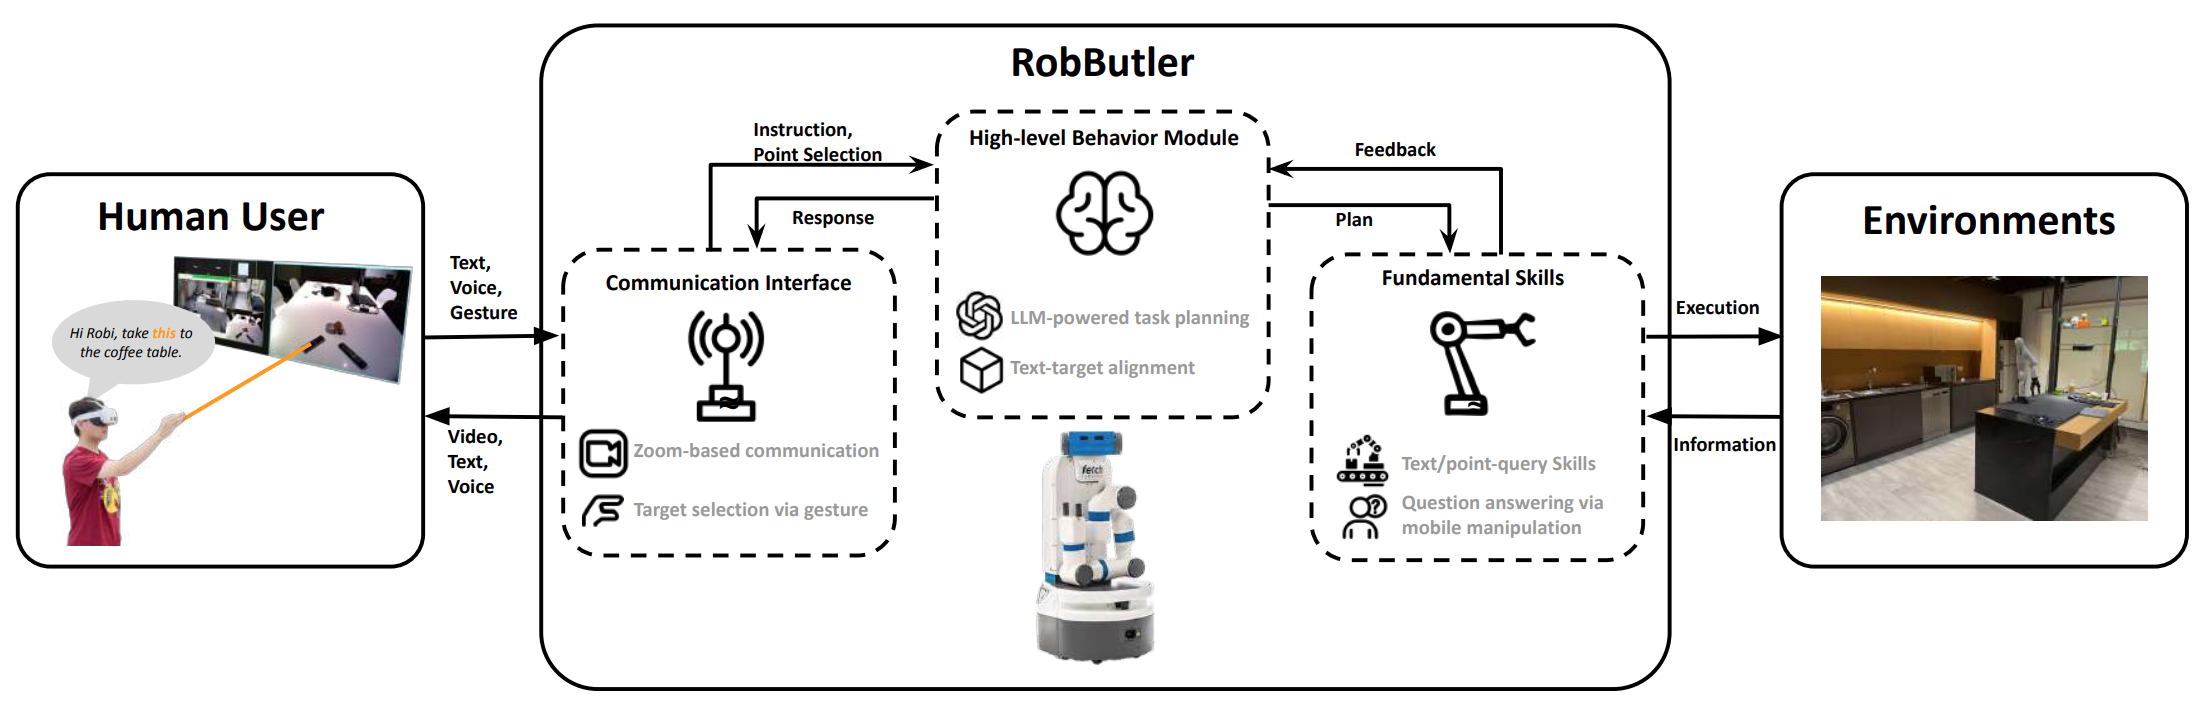 RobButler
Human User
Hi Robi, take this to
the coffee table.
Text,
Voice,
Gesture
Video,
Text,
Voice
Instruction,
Point Selection
Response
Communication Interface
Zoom-based communication
Target selection via gesture
High-level Behavior Module
LLM-powered task planning
Text-target alignment
fetch
Feedback
Plan
Fundamental Skills
Text/point-query Skills
Question answering via
mobile manipulation
Execution
Information
Environments